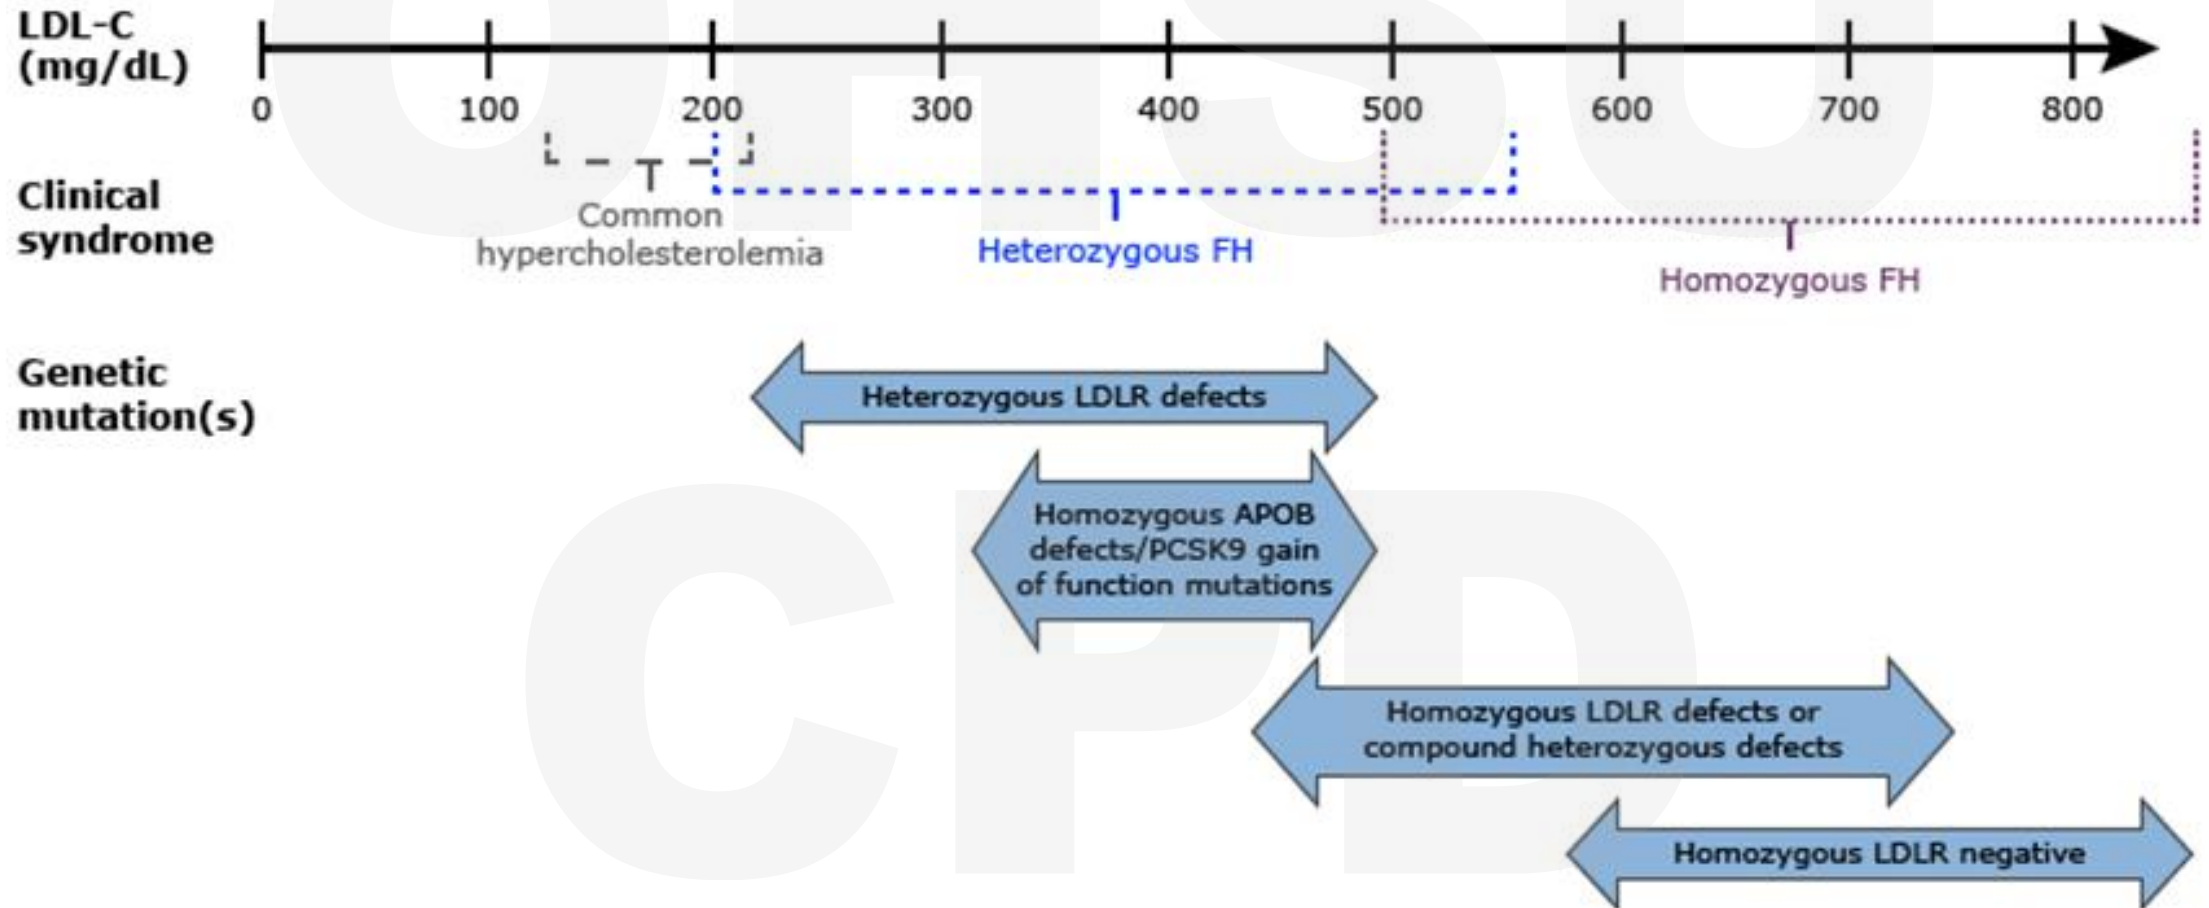 LDL-C
(mg/dL)
0 100 200 300 400 500 600 700 800
Clinical
syndrome
Common
hypercholesterolemia
Heterozygous FH
Homozygous FH
Genetic
mutation(s)
Heterozygous LDLR defects
Homozygous APOB
defects/PCSK9 gain
of function mutations
Homozygous LDLR defects or
compound heterozygous defects
Homozygous LDLR negative
OHSU
CPD